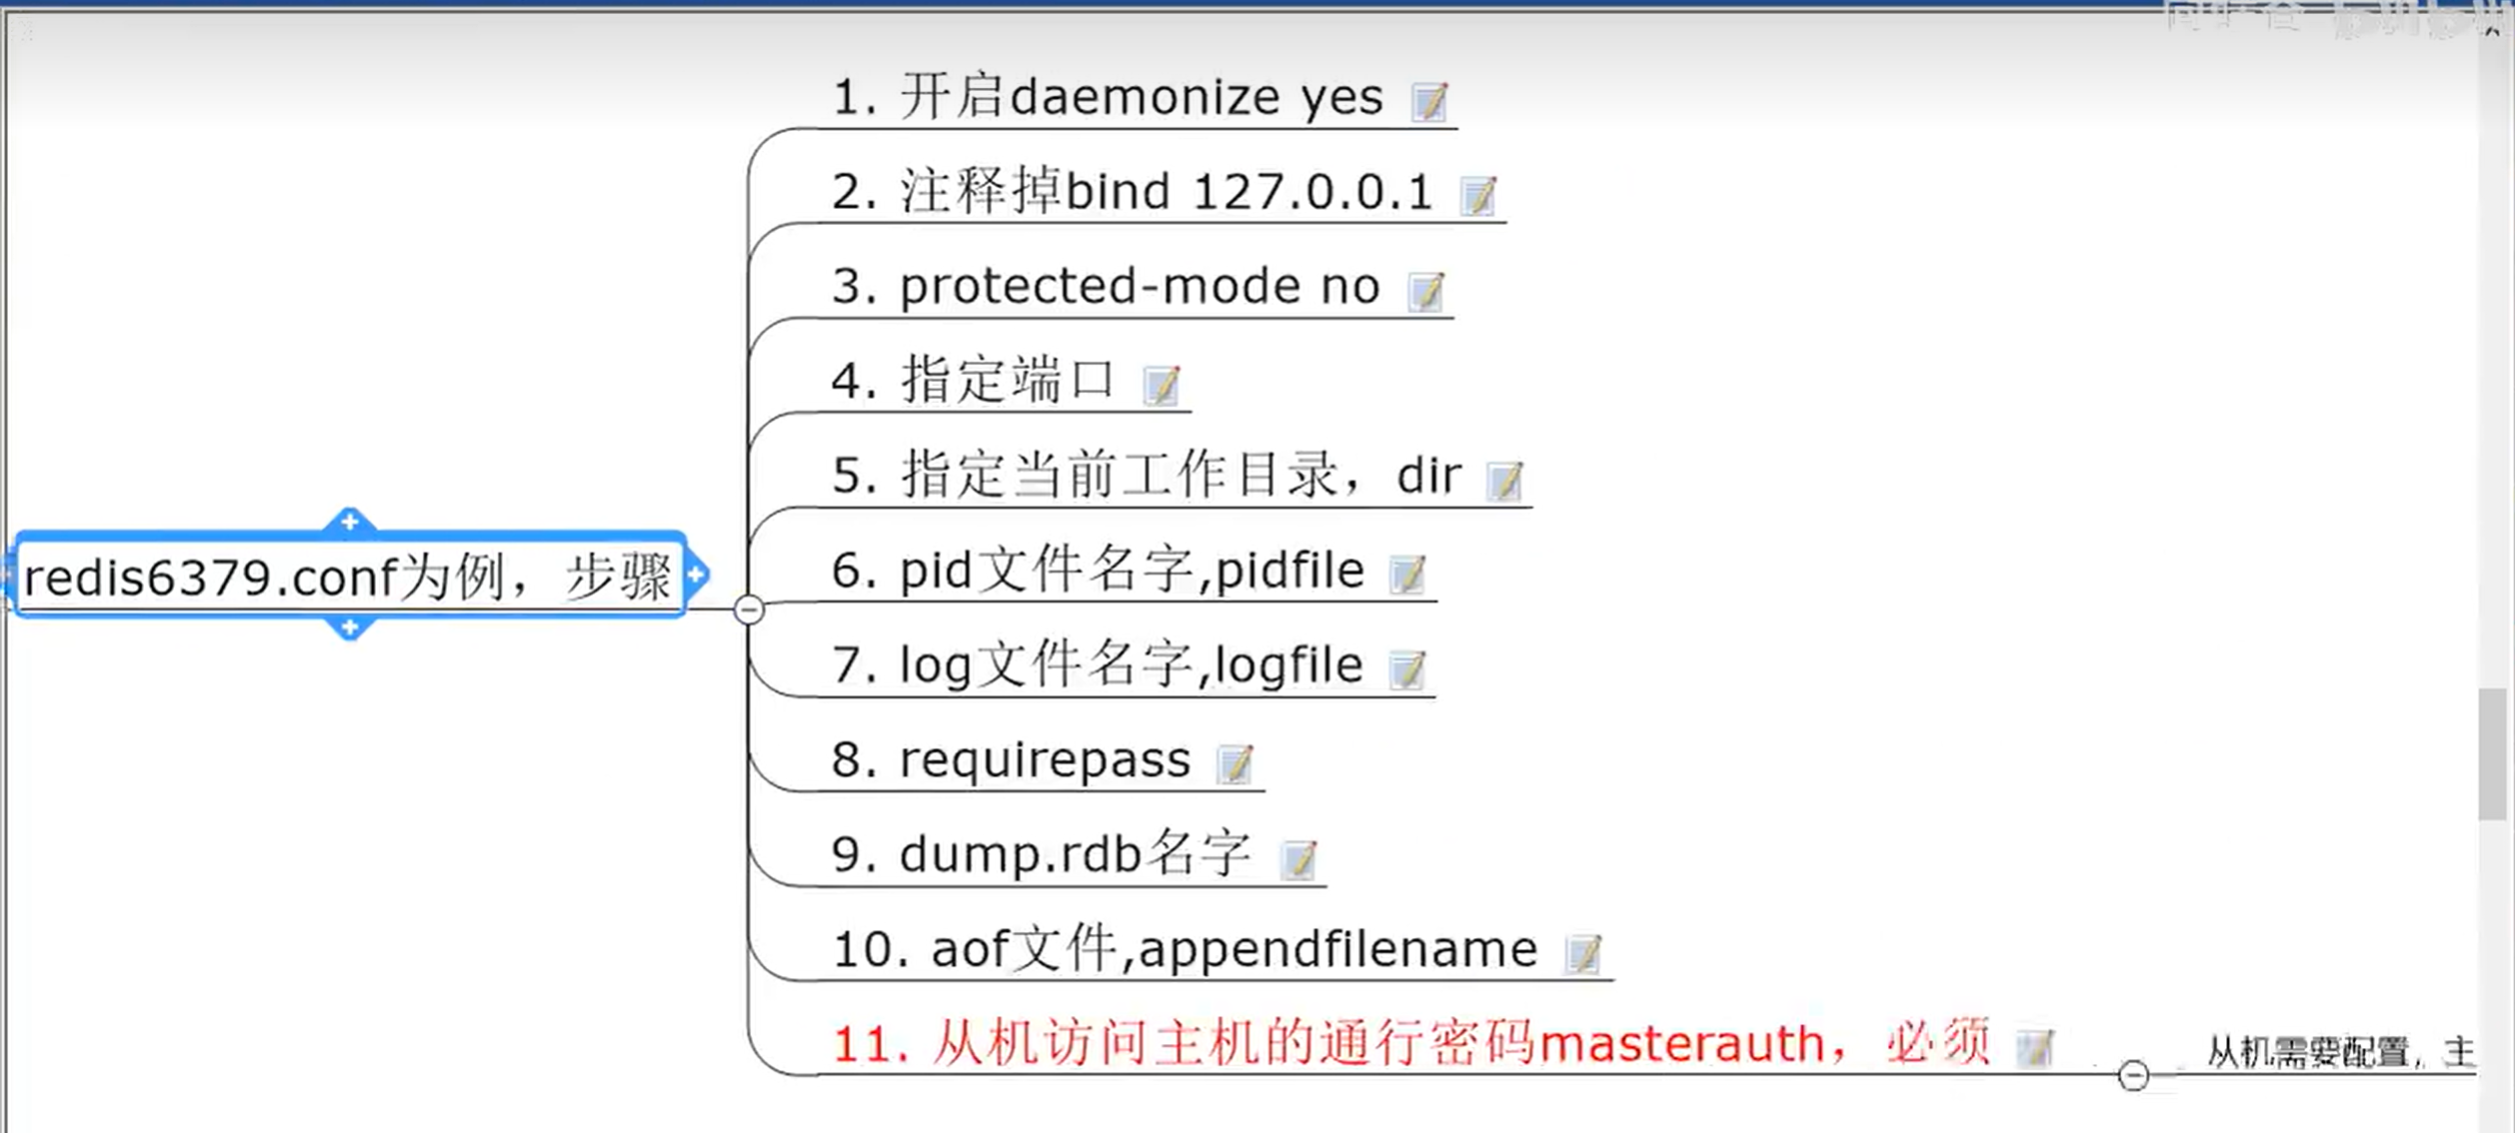 1. 开启daemonize yes
2. 注释掉bind 127.0.0.1
3. protected-mode no
4. 指定端口
5. 指定当前工作目录，dir
redis6379.conf为例，步骤
6. pid文件名字,pidfile
7. log文件名字,logfile
8. requirepass
9. dump.rdb名字
10. aof文件,appendfilename
11. 从机访问主机的通行密码masterauth，必须
从机需要配置，主